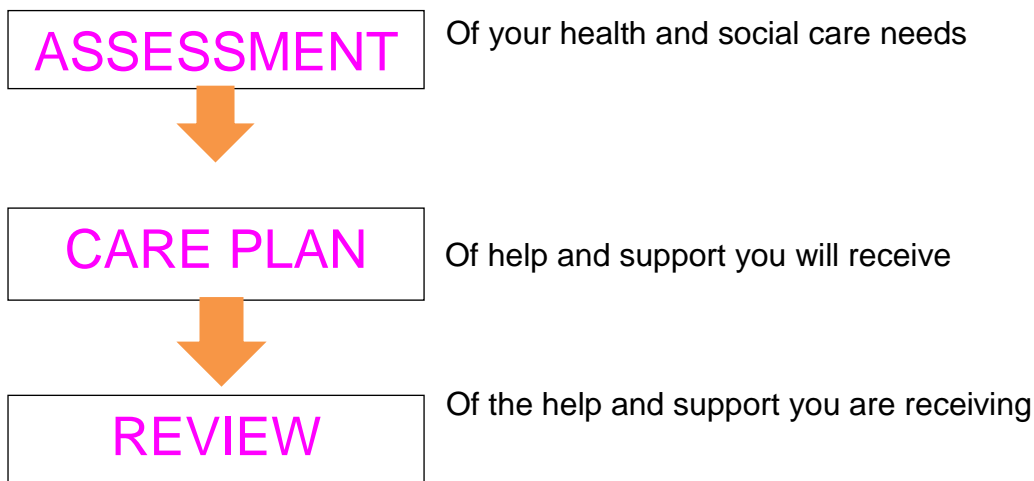 ASSESSMENT
Of your health and social care needs
CARE PLAN
Of help and support you will receive
REVIEW
Of the help and support you are receiving